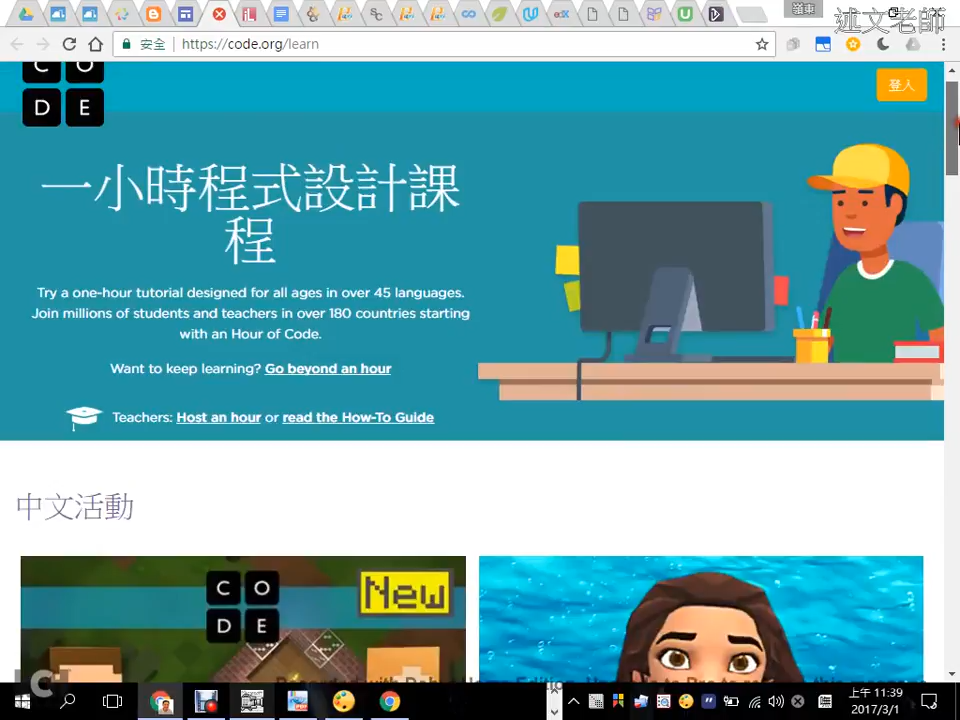 述文老師
安全 https://code.org/learn
C O
D E
登入
一小時程式設計課
程
Try a one-hour tutorial designed for all ages in over 45 languages.
Join millions of students and teachers in over 180 countries starting
with an Hour of Code.
Want to keep learning? Go beyond an hour
Teachers: Host an hour or read the How-To Guide
中文活動
C O
D E
New
上午 11:39
2017/3/1